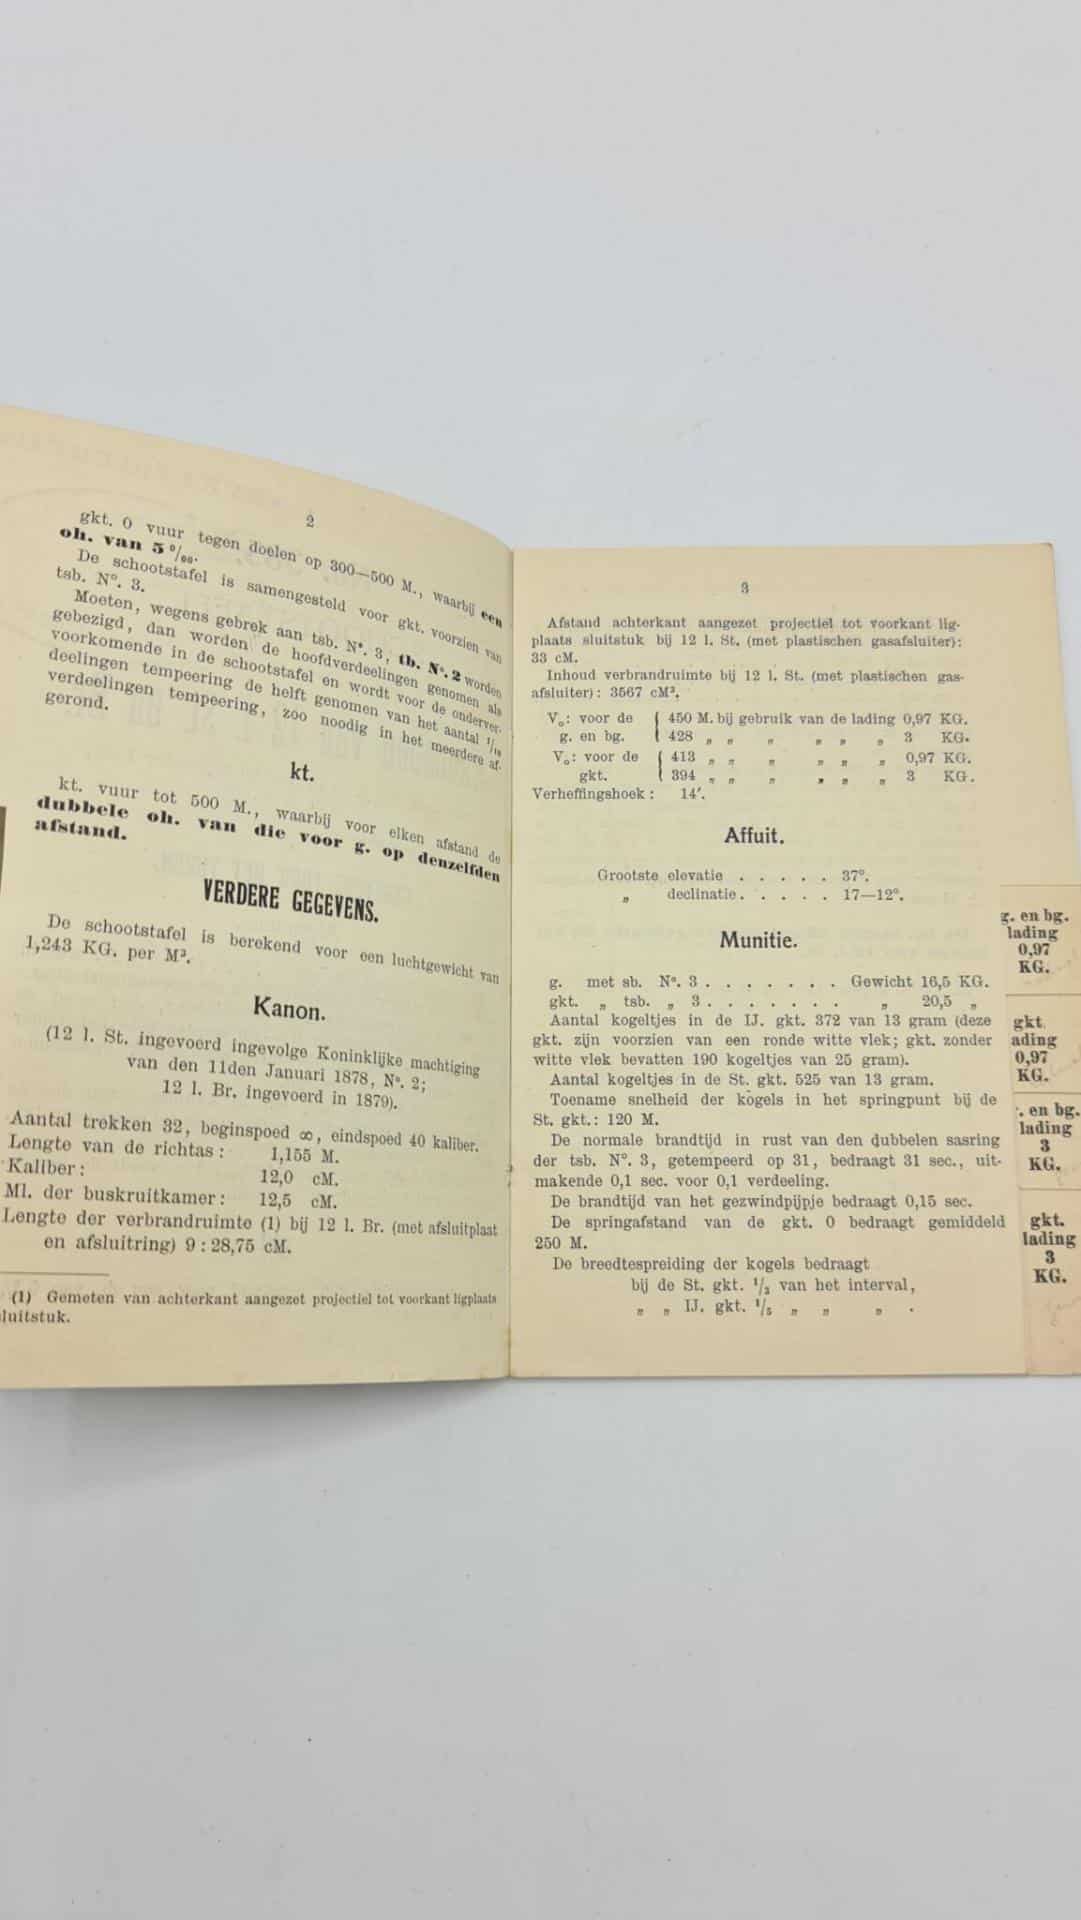 2
gkt. 0 vuur tegen doelen op 300—500 M., waarbij een
oh. van 5 ‰.
De schootstafel is samengesteld voor gkt. voorzien van
tsb. N°. 3.
Moeten, wegens gebrek aan tsb. N°. 3, tb. N°. 2 worden
gebezigd, dan worden de hoofdverdeelingen genomen als
voorkomende in de schootstafel en wordt voor de onderver-
deelingen tempeering de helft genomen van het aantal 1/10
verdeelingen tempeering, zoo noodig in het meerdere af-
gerond.
kt.
kt. vuur tot 500 M., waarbij voor elken afstand de
dubbele oh. van die voor g. op denzelfden
afstand.
VERDERE GEGEVENS.
De schootstafel is berekend voor een luchtgewicht van
1,243 KG. per M³.
Kanon.
(12 l. St. ingevoerd ingevolge Koninklijke machtiging
van den 11den Januari 1878, N°. 2;
12 l. Br. ingevoerd in 1879).
Aantal trekken 32, beginspoed ∞, eindspoed 40 kaliber.
Lengte van de richtas: 1,155 M.
Kaliber: 12,0 cM.
Ml. der buskruitkamer: 12,5 cM.
Lengte der verbrandruimte (1) bij 12 l. Br. (met afsluitplaat
en afsluitring) 9: 28,75 cM.
(1) Gemeten van achterkant aangezet projectiel tot voorkant ligplaats
sluitstuk.
3
Afstand achterkant aangezet projectiel tot voorkant lig-
plaats sluitstuk bij 12 l. St. (met plastischen gasafsluiter):
33 cM.
Inhoud verbrandruimte bij 12 l. St. (met plastischen gas-
afsluiter): 3567 cM³.
V₀: voor de { 450 M. bij gebruik van de lading 0,97 KG.
g. en bg. { 428 „ „ „ „ „ „ 3 KG.
V₀: voor de { 413 „ „ „ „ „ „ 0,97 KG.
gkt. { 394 „ „ „ „ „ „ 3 KG.
Verheffingshoek: 14′.
Affuit.
Grootste elevatie . . . . . 37°.
„ declinatie . . . . . 17—12°.
Munitie.
g. met sb. N°. 3 . . . . . . . Gewicht 16,5 KG.
gkt. „ tsb. „ 3 . . . . . . . „ 20,5 „
Aantal kogeltjes in de IJ. gkt. 372 van 13 gram (deze
gkt. zijn voorzien van een ronde witte vlek; gkt. zonder
witte vlek bevatten 190 kogeltjes van 25 gram).
Aantal kogeltjes in de St. gkt. 525 van 13 gram.
Toename snelheid der kogels in het springpunt bij de
St. gkt.: 120 M.
De normale brandtijd in rust van den dubbelen sasring
der tsb. N°. 3, getempeerd op 31, bedraagt 31 sec., uit-
makende 0,1 sec. voor 0,1 verdeeling.
De brandtijd van het gezwindpijpje bedraagt 0,15 sec.
De springafstand van de gkt. 0 bedraagt gemiddeld
250 M.
De breedtespreiding der kogels bedraagt
bij de St. gkt. 1/3 van het interval,
„ „ IJ. gkt. 1/5 „ „ „ .
g. en bg.
lading
0,97
KG.
gkt.
ading
0,97
KG.
. en bg.
lading
3
KG.
gkt.
lading
3
KG.